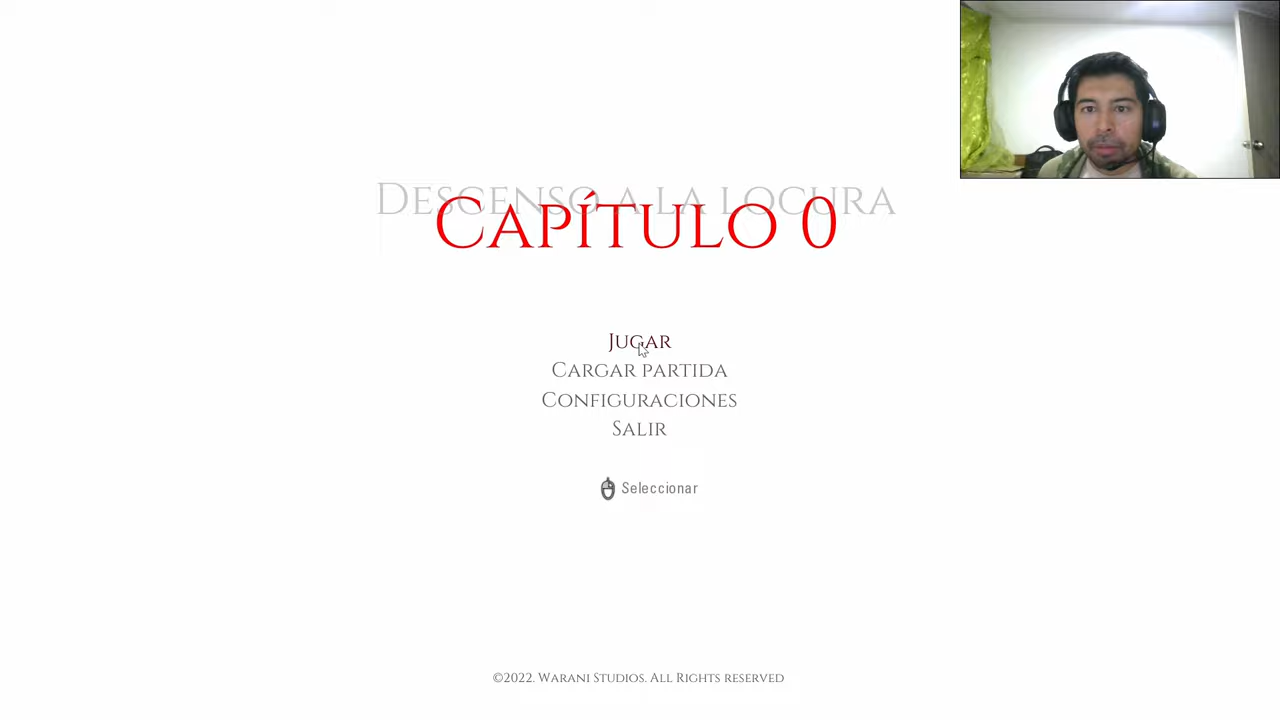 Descenso a la locura
Capítulo 0
Jugar
Cargar partida
Configuraciones
Salir
Seleccionar
©2022. Warani Studios. All Rights reserved